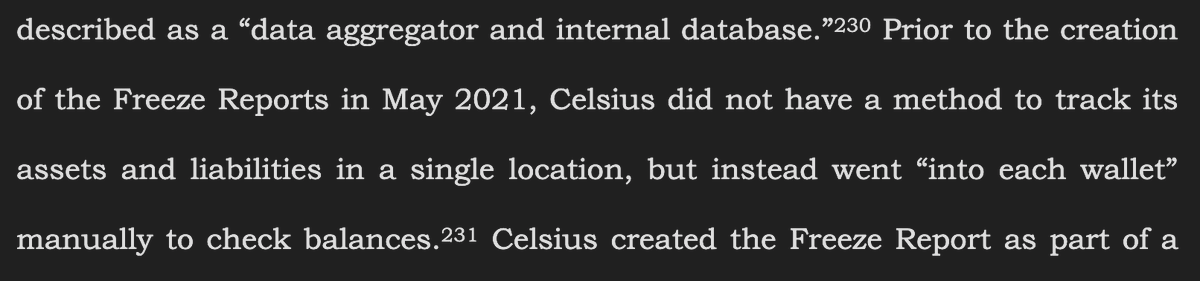 described as a “data aggregator and internal database.”230 Prior to the creation
of the Freeze Reports in May 2021, Celsius did not have a method to track its
assets and liabilities in a single location, but instead went “into each wallet”
manually to check balances.231 Celsius created the Freeze Report as part of a